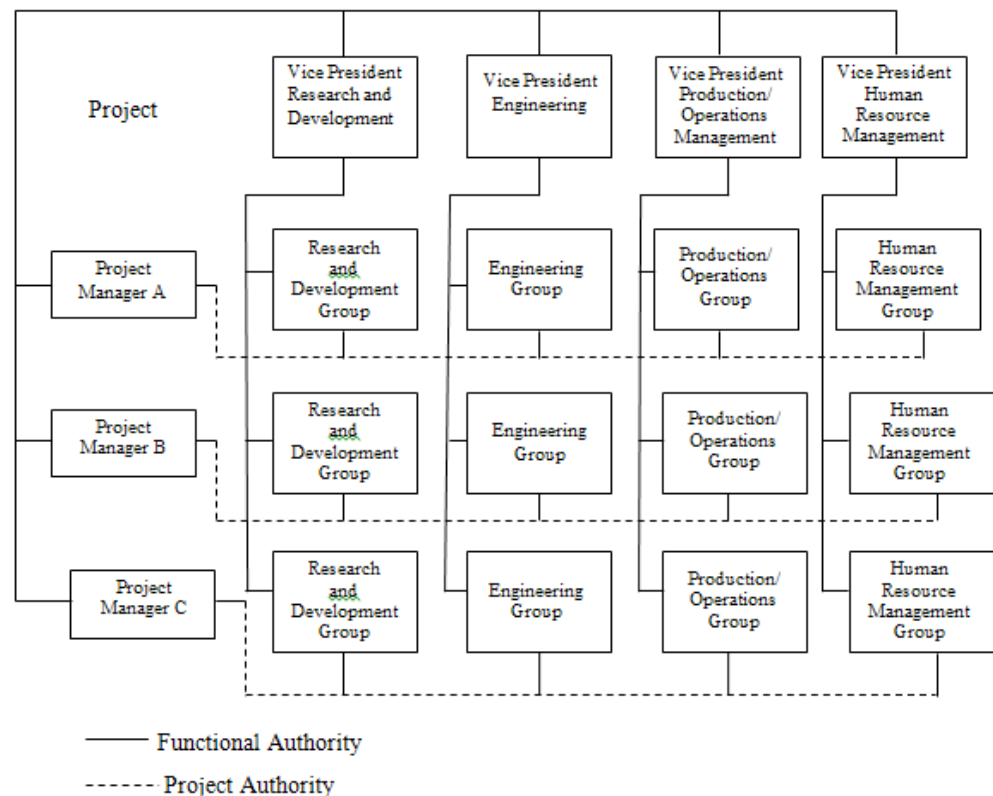 Project
Vice President
Research and
Development
Vice President
Engineering
Vice President
Production/
Operations
Management
Vice President
Human
Resource
Management
Project
Manager A
Research
and
Development
Group
Engineering
Group
Production/
Operations
Group
Human
Resource
Management
Group
Project
Manager B
Research
and
Development
Group
Engineering
Group
Production/
Operations
Group
Human
Resource
Management
Group
Project
Manager C
Research
and
Development
Group
Engineering
Group
Production/
Operations
Group
Human
Resource
Management
Group
Functional Authority
Project Authority